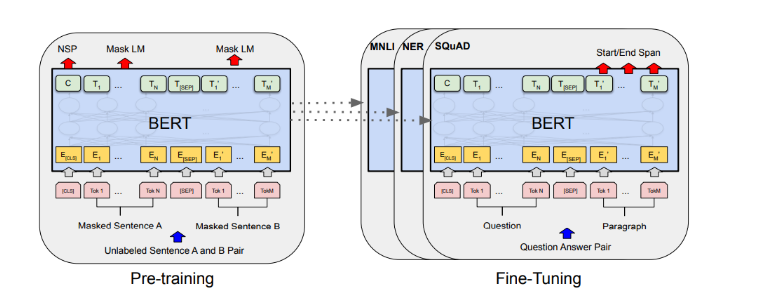 NSP Mask LM Mask LM
C T1 ... TN T[SEP] T1' ... TM'
BERT
E[CLS] E1 ... EN E[SEP] E1' ... EM'
[CLS] Tok 1 ... Tok N [SEP] Tok 1 ... TokM
Masked Sentence A Masked Sentence B
Unlabeled Sentence A and B Pair
Pre-training
MNLI NER SQuAD
Start/End Span
C T1 ... TN T[SEP] T1' ... TM'
BERT
E[CLS] E1 ... EN E[SEP] E1' ... EM'
[CLS] Tok 1 ... Tok N [SEP] Tok 1 ... TokM
Question Paragraph
Question Answer Pair
Fine-Tuning